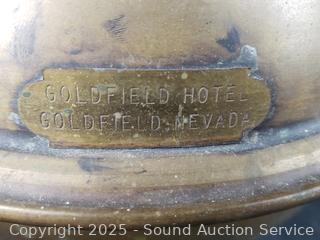 GOLDFIELD HOTEL
GOLDFIELD, NEVADA
Copyright 2025 - Sound Auction Service